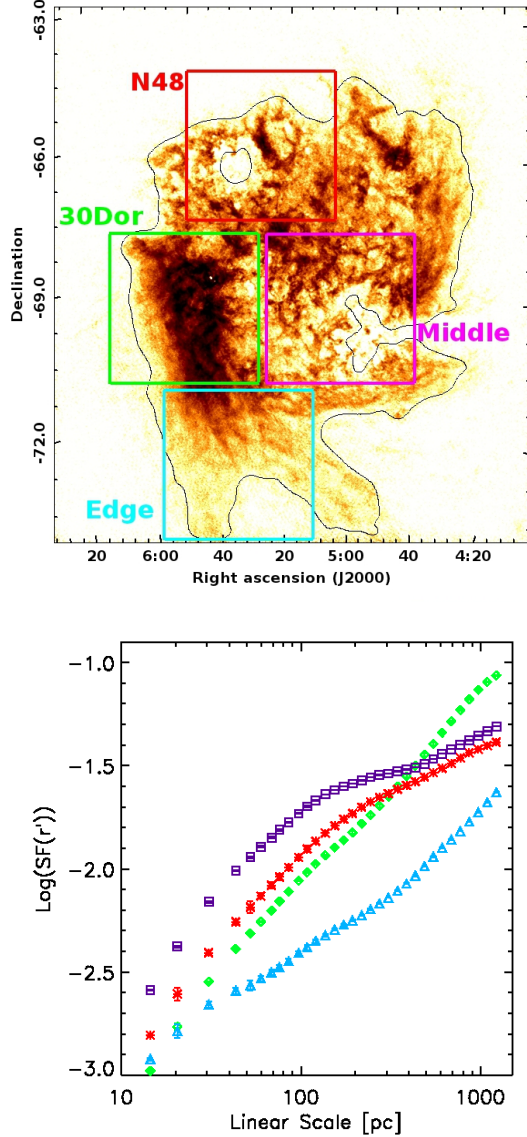 -63.0
N48
-66.0
30Dor
Declination
-69.0
Middle
-72.0
Edge
20 6:00 40 20 5:00 40 4:20
Right ascension (J2000)
-1.0
-1.5
Log(SF(r'))
-2.0
-2.5
-3.0
10 100 1000
Linear Scale [pc]